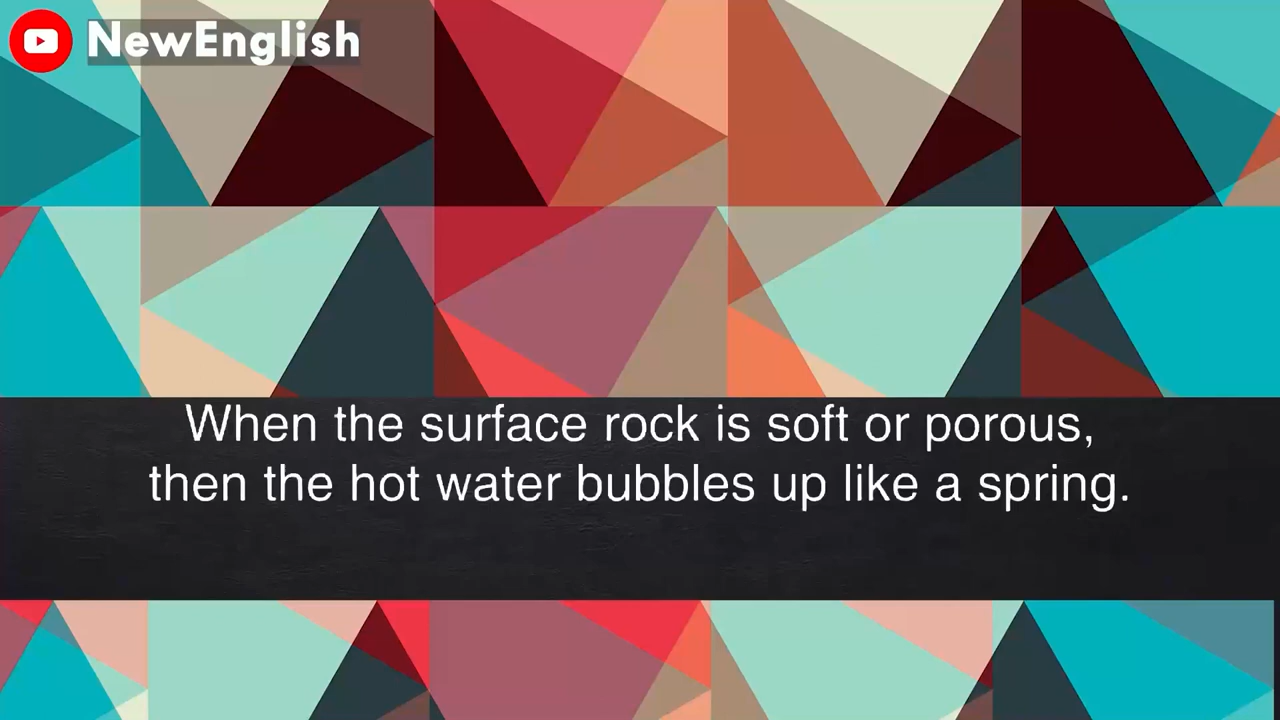 NewEnglish
When the surface rock is soft or porous,
then the hot water bubbles up like a spring.